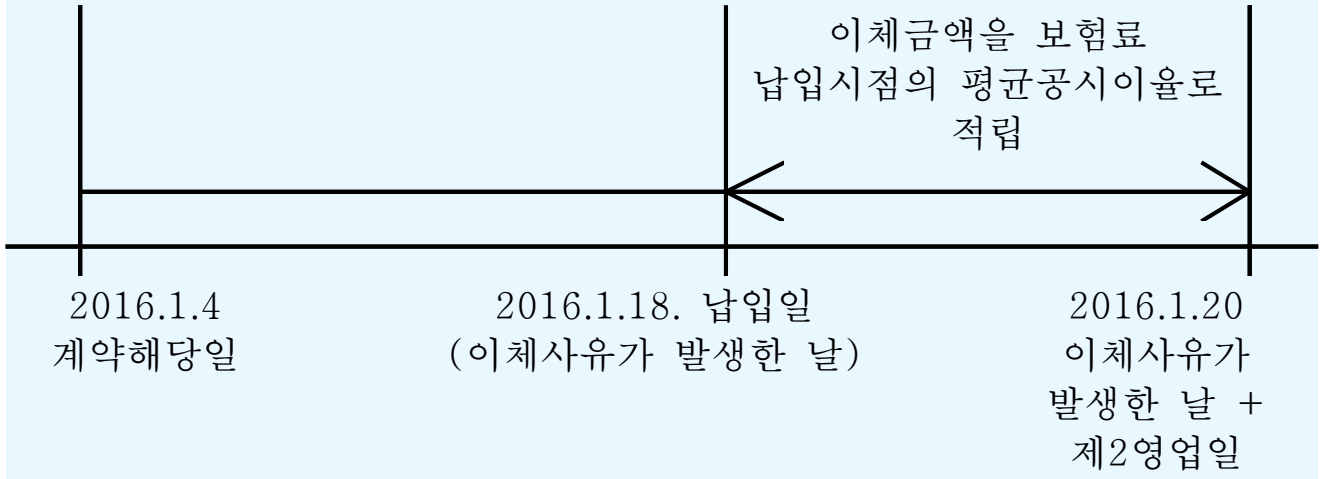 이체금액을 보험료
납입시점의 평균공시이율로
적립
2016.1.4
계약해당일
2016.1.18. 납입일
(이체사유가 발생한 날)
2016.1.20
이체사유가
발생한 날 +
제2영업일